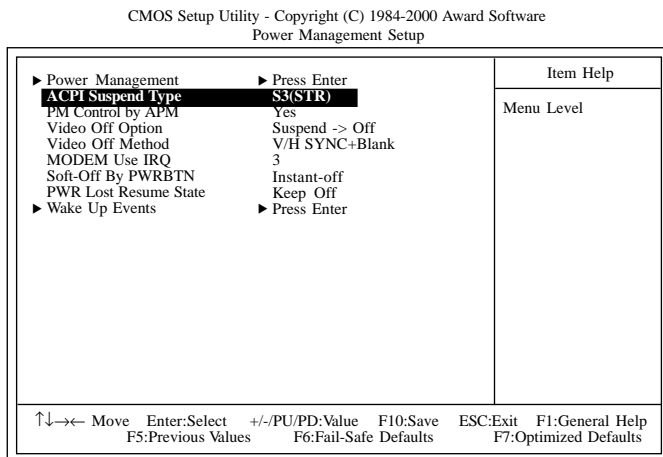 CMOS Setup Utility - Copyright (C) 1984-2000 Award Software
Power Management Setup
▶ Power Management ▶ Press Enter
ACPI Suspend Type S3(STR)
PM Control by APM Yes
Video Off Option Suspend -> Off
Video Off Method V/H SYNC+Blank
MODEM Use IRQ 3
Soft-Off By PWRBTN Instant-off
PWR Lost Resume State Keep Off
▶ Wake Up Events ▶ Press Enter
Item Help
Menu Level
↑↓→← Move Enter:Select +/-/PU/PD:Value F10:Save ESC:Exit F1:General Help
F5:Previous Values F6:Fail-Safe Defaults F7:Optimized Defaults